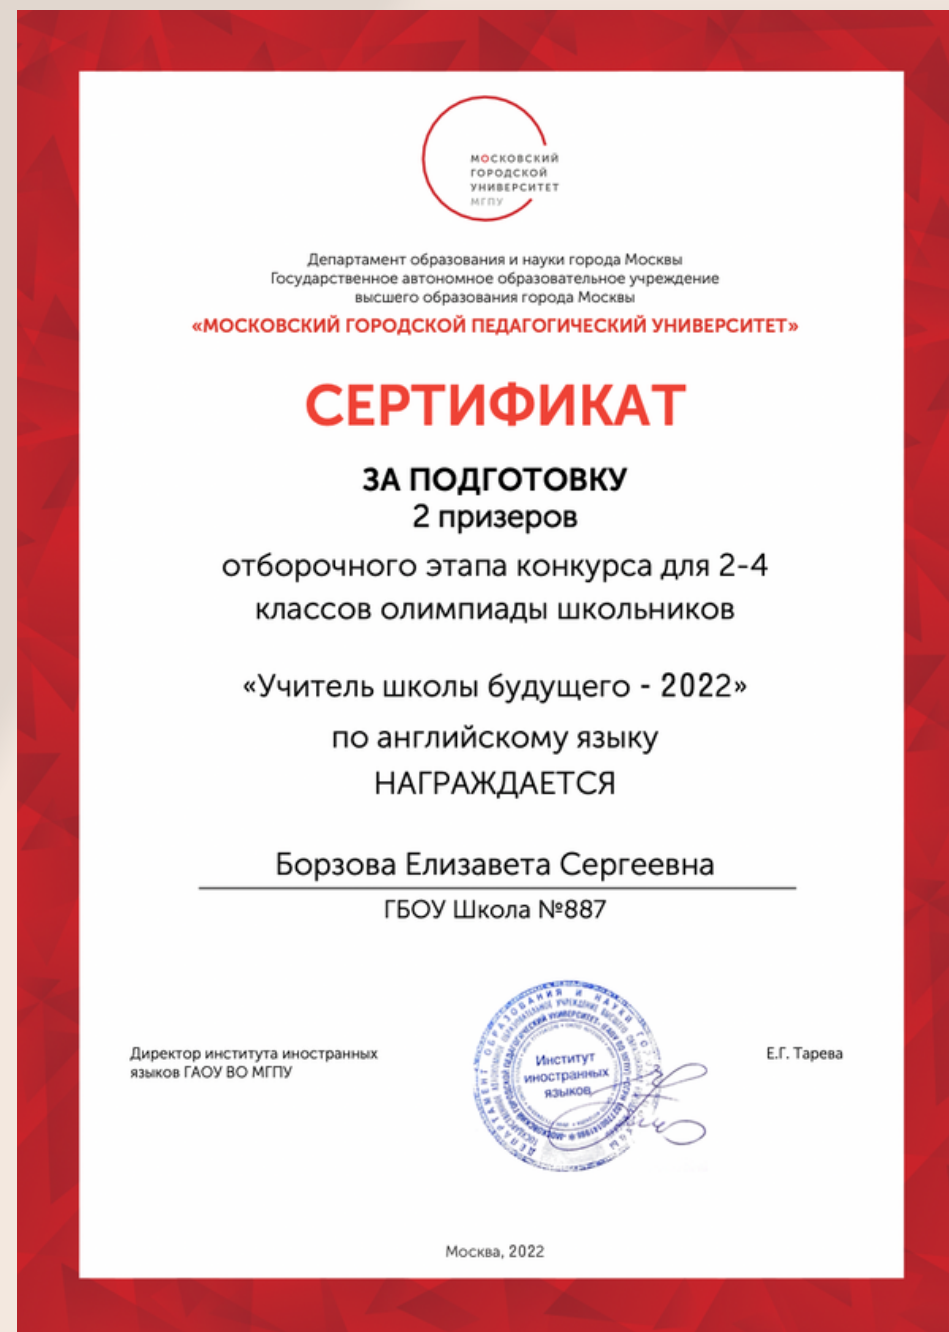 МОСКОВСКИЙ
ГОРОДСКОЙ
УНИВЕРСИТЕТ
МГПУ
Департамент образования и науки города Москвы
Государственное автономное образовательное учреждение
высшего образования города Москвы
«МОСКОВСКИЙ ГОРОДСКОЙ ПЕДАГОГИЧЕСКИЙ УНИВЕРСИТЕТ»
СЕРТИФИКАТ
ЗА ПОДГОТОВКУ
2 призеров
отборочного этапа конкурса для 2-4
классов олимпиады школьников
«Учитель школы будущего - 2022»
по английскому языку
НАГРАЖДАЕТСЯ
Борзова Елизавета Сергеевна
ГБОУ Школа №887
Директор института иностранных
языков ГАОУ ВО МГПУ
ДЕПАРТАМЕНТ ОБРАЗОВАНИЯ И НАУКИ
Институт
иностранных
языков
Е.Г. Тарева
Москва, 2022